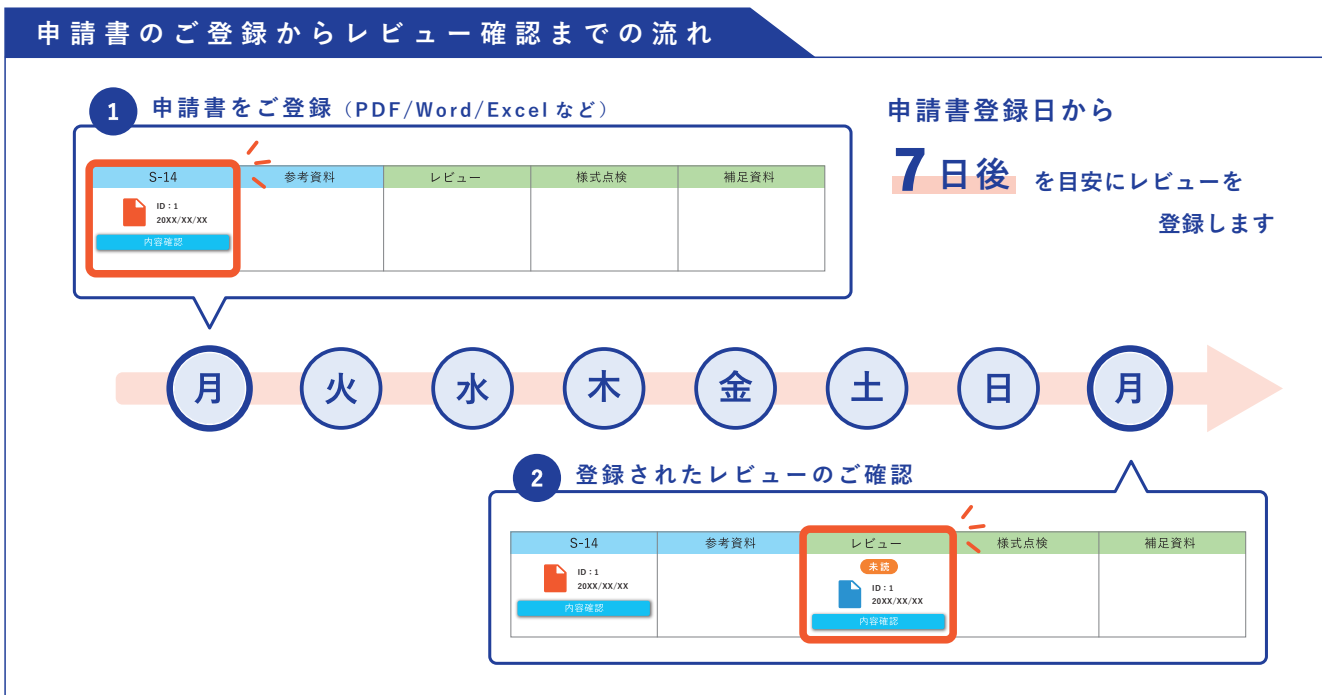 申請書のご登録からレビュー確認までの流れ
1 申請書をご登録（PDF/Word/Excel など）
S-14 参考資料 レビュー 様式点検 補足資料
ID：1
20XX/XX/XX
内容確認
申請書登録日から
7日後 を目安にレビューを
登録します
月 火 水 木 金 土 日 月
2 登録されたレビューのご確認
S-14 参考資料 レビュー 様式点検 補足資料
ID：1
20XX/XX/XX
内容確認
未読
ID：1
20XX/XX/XX
内容確認